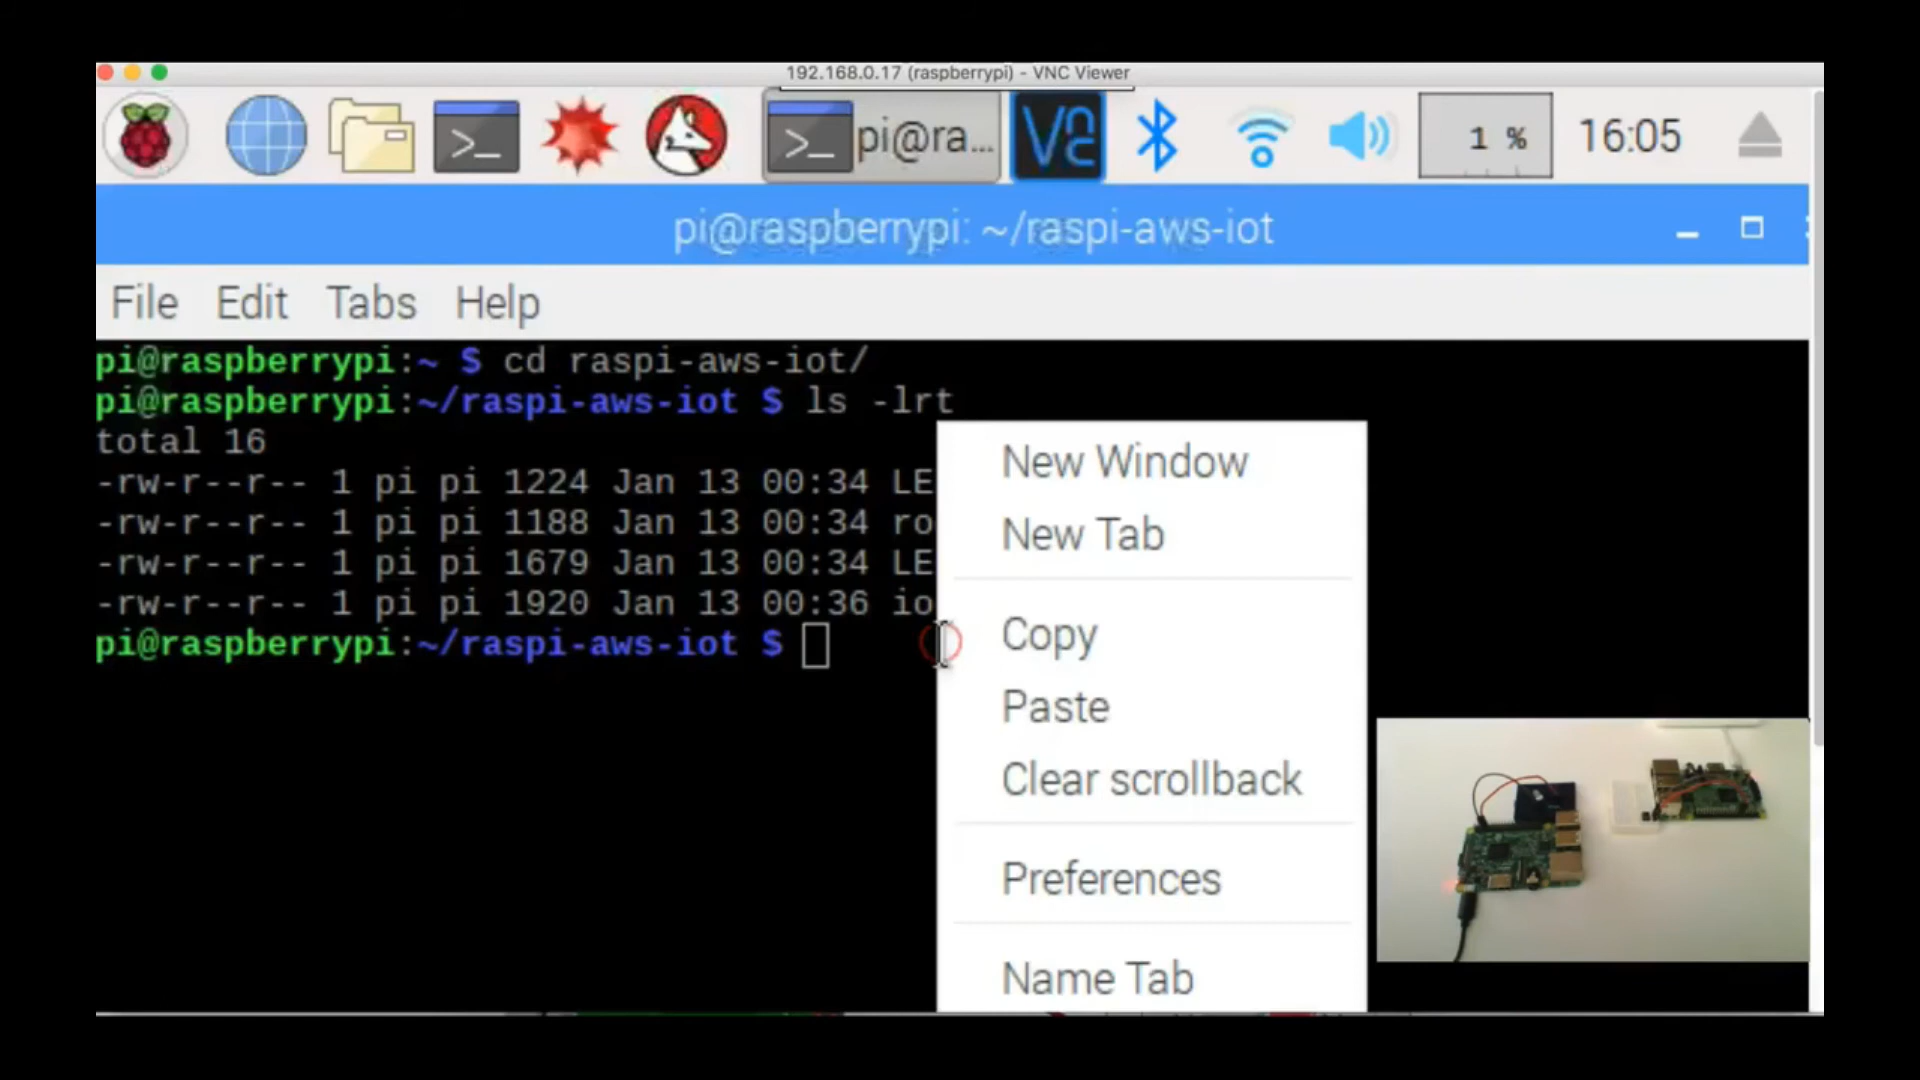 192.168.0.17 (raspberrypi) - VNC Viewer
>_ >_ pi@ra... 1 % 16:05
pi@raspberrypi: ~/raspi-aws-iot
File Edit Tabs Help
pi@raspberrypi:~ $ cd raspi-aws-iot/
pi@raspberrypi:~/raspi-aws-iot $ ls -lrt
total 16
-rw-r--r-- 1 pi pi 1224 Jan 13 00:34 LE
-rw-r--r-- 1 pi pi 1188 Jan 13 00:34 ro
-rw-r--r-- 1 pi pi 1679 Jan 13 00:34 LE
-rw-r--r-- 1 pi pi 1920 Jan 13 00:36 io
pi@raspberrypi:~/raspi-aws-iot $
New Window
New Tab
Copy
Paste
Clear scrollback
Preferences
Name Tab